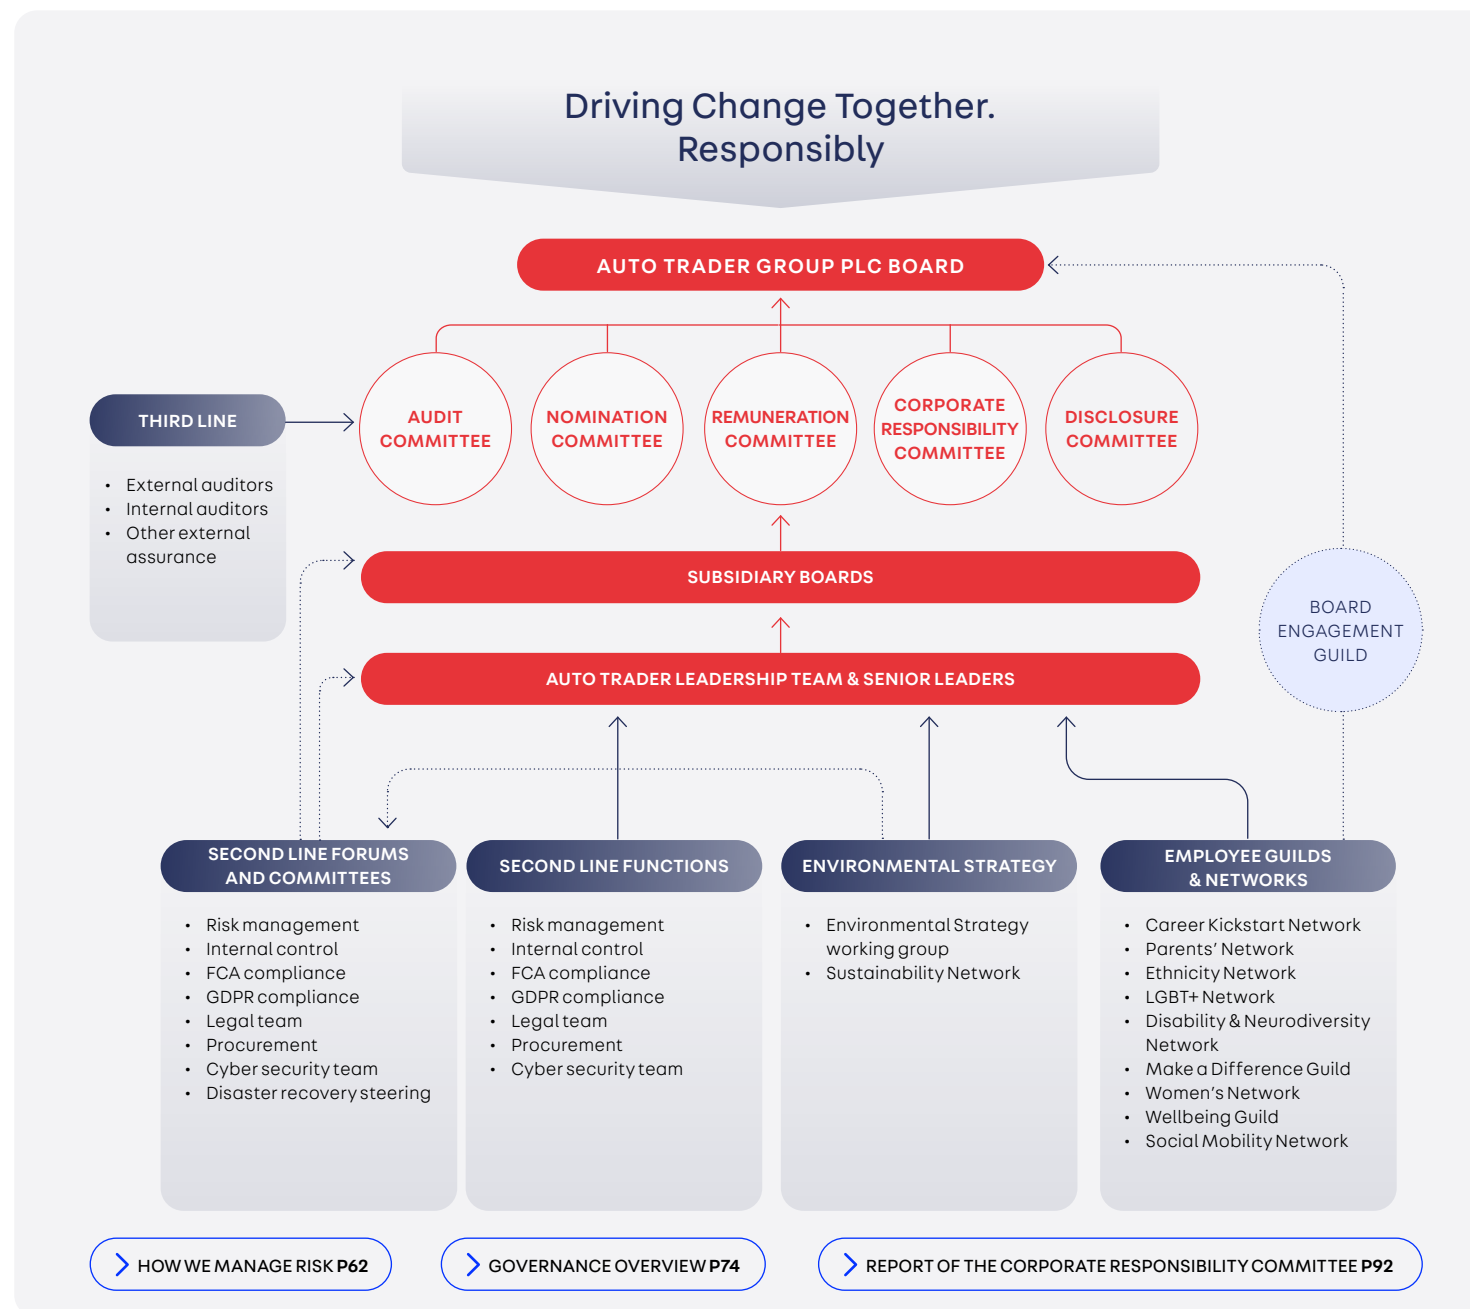 Driving Change Together.
Responsibly
AUTO TRADER GROUP PLC BOARD
THIRD LINE
• External auditors
• Internal auditors
• Other external
assurance
AUDIT
COMMITTEE
NOMINATION
COMMITTEE
REMUNERATION
COMMITTEE
CORPORATE
RESPONSIBILITY
COMMITTEE
DISCLOSURE
COMMITTEE
SUBSIDIARY BOARDS
BOARD
ENGAGEMENT
GUILD
AUTO TRADER LEADERSHIP TEAM & SENIOR LEADERS
SECOND LINE FORUMS
AND COMMITTEES
• Risk management
• Internal control
• FCA compliance
• GDPR compliance
• Legal team
• Procurement
• Cyber security team
• Disaster recovery steering
SECOND LINE FUNCTIONS
• Risk management
• Internal control
• FCA compliance
• GDPR compliance
• Legal team
• Procurement
• Cyber security team
ENVIRONMENTAL STRATEGY
• Environmental Strategy
working group
• Sustainability Network
EMPLOYEE GUILDS
& NETWORKS
• Career Kickstart Network
• Parents’ Network
• Ethnicity Network
• LGBT+ Network
• Disability & Neurodiversity
Network
• Make a Difference Guild
• Women’s Network
• Wellbeing Guild
• Social Mobility Network
HOW WE MANAGE RISK P62
GOVERNANCE OVERVIEW P74
REPORT OF THE CORPORATE RESPONSIBILITY COMMITTEE P92